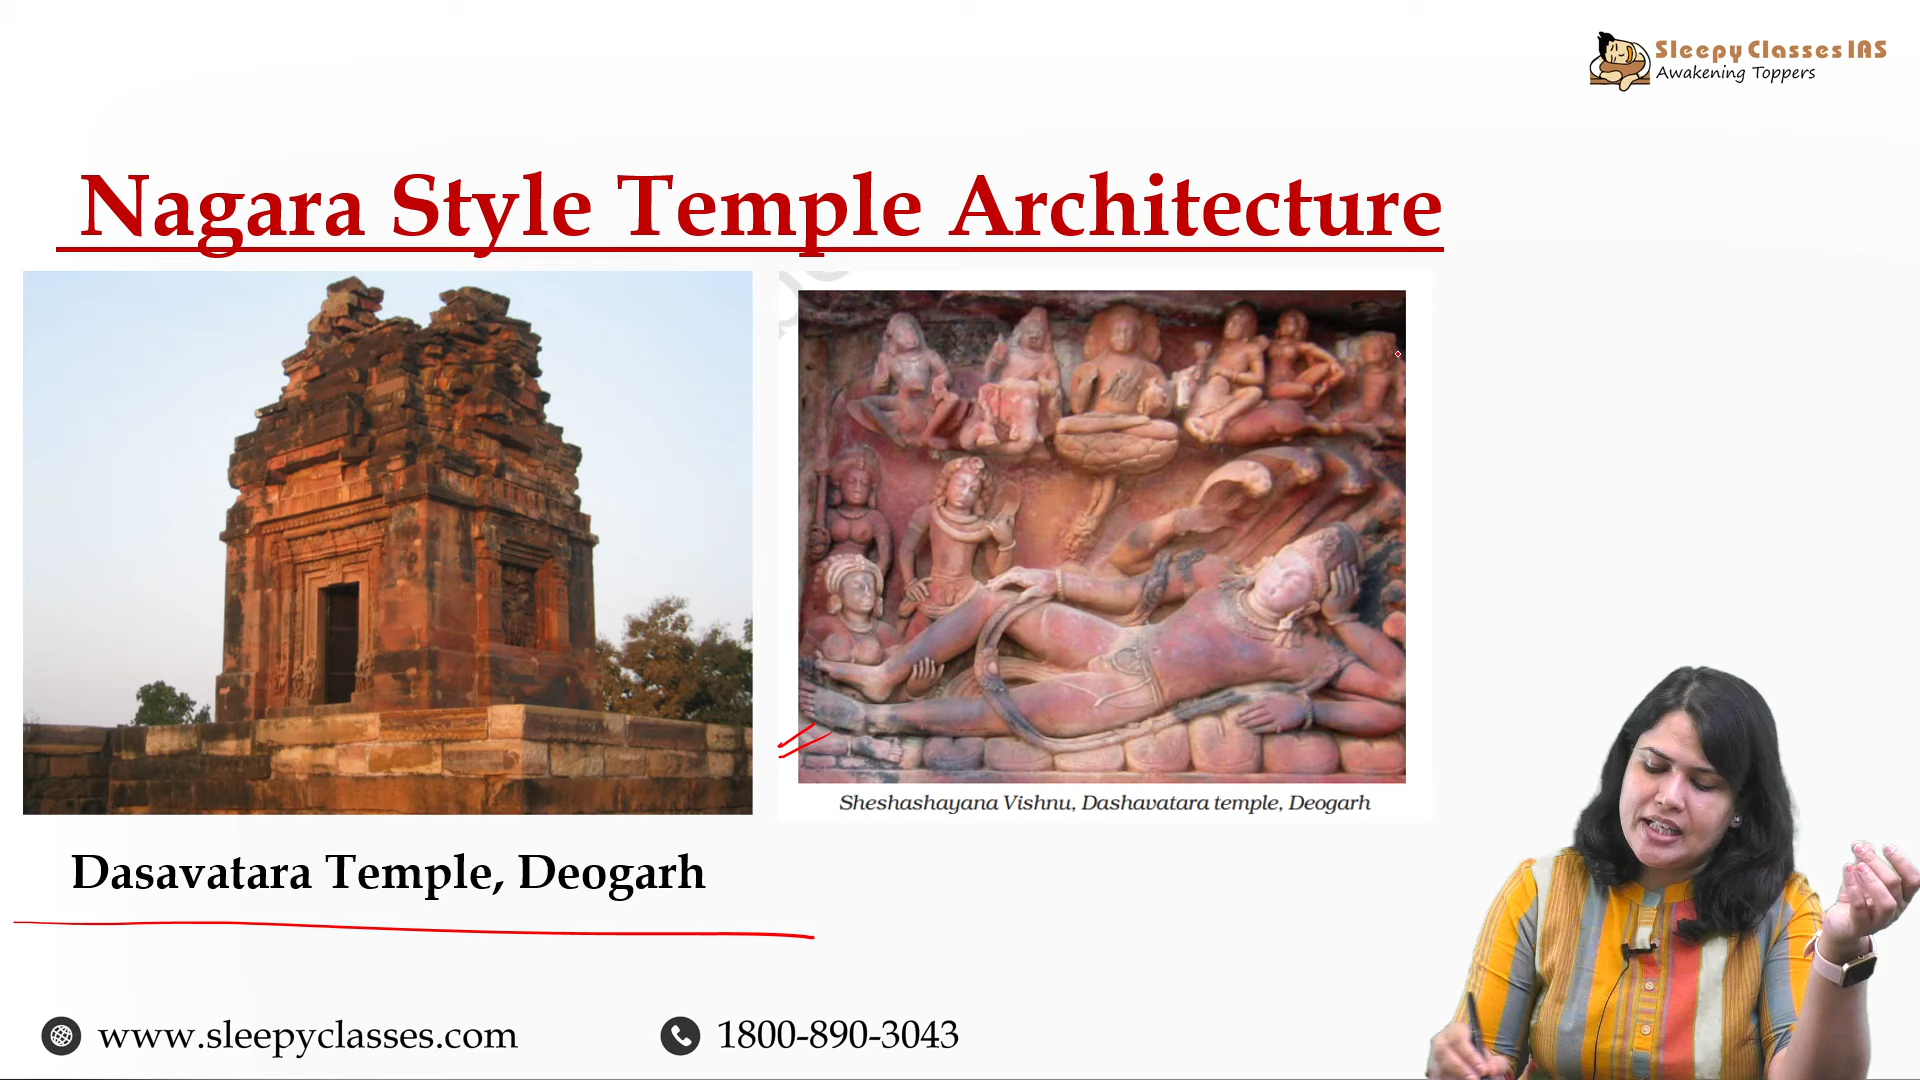 Sleepy Classes IAS
Awakening Toppers
Nagara Style Temple Architecture
Sheshashayana Vishnu, Dashavatara temple, Deogarh
Dasavatara Temple, Deogarh
www.sleepyclasses.com
1800-890-3043